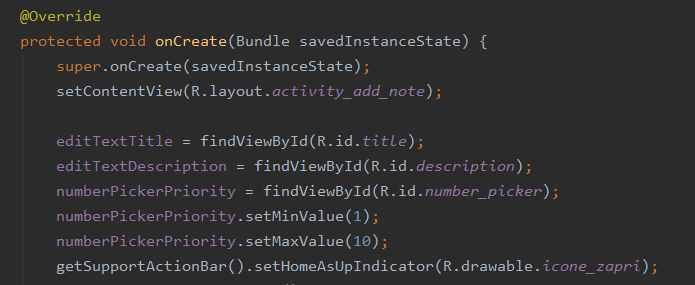 @Override
protected void onCreate(Bundle savedInstanceState) {
super.onCreate(savedInstanceState);
setContentView(R.layout.activity_add_note);
editTextTitle = findViewById(R.id.title);
editTextDescription = findViewById(R.id.description);
numberPickerPriority = findViewById(R.id.number_picker);
numberPickerPriority.setMinValue(1);
numberPickerPriority.setMaxValue(10);
getSupportActionBar().setHomeAsUpIndicator(R.drawable.icone_zapri);